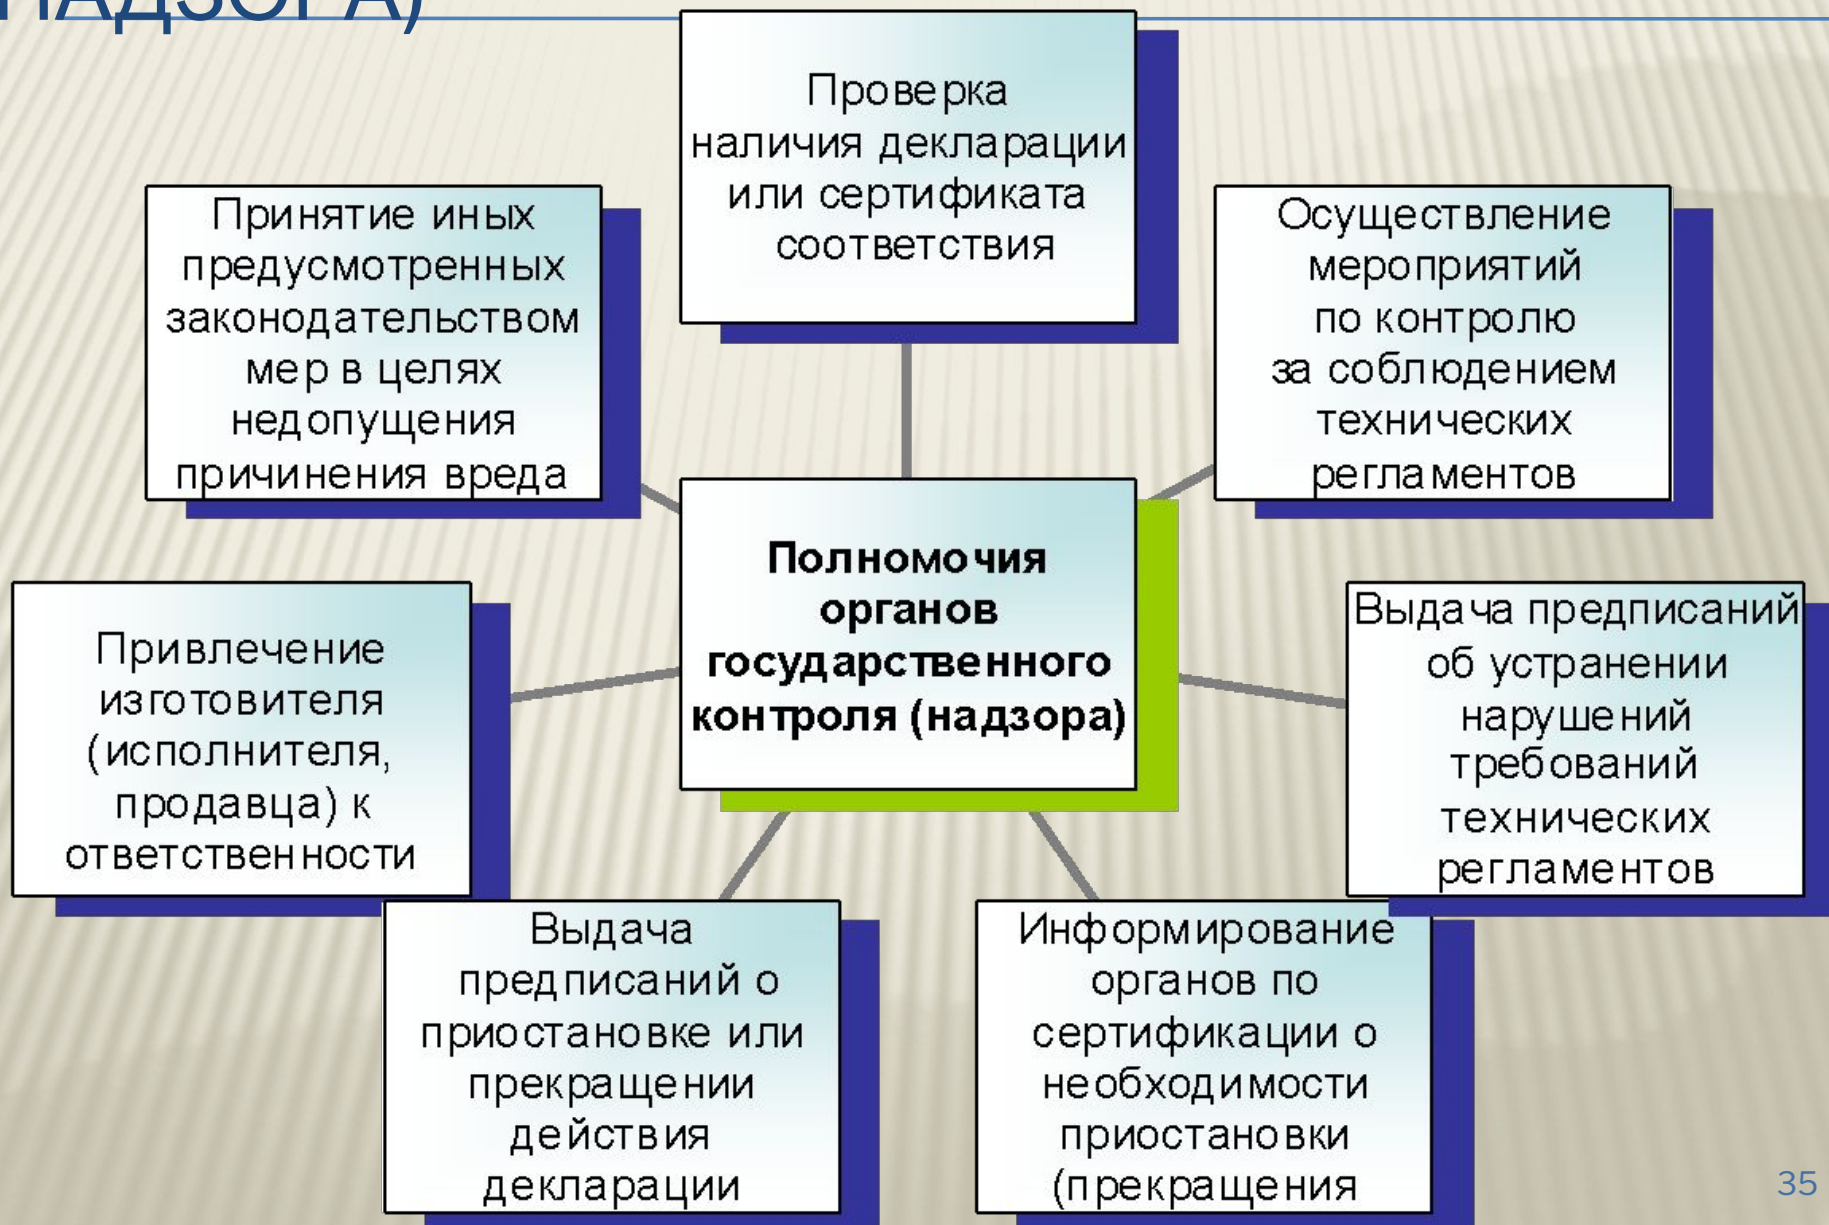 НАДЗОРА)
Проверка
наличия декларации
или сертификата
соответствия
Осуществление
мероприятий
по контролю
за соблюдением
технических
регламентов
Выдача предписаний
об устранении
нарушений
требований
технических
регламентов
Информирование
органов по
сертификации о
необходимости
приостановки
(прекращения
Выдача
предписаний о
приостановке или
прекращении
действия
декларации
Привлечение
изготовителя
(исполнителя,
продавца) к
ответственности
Принятие иных
предусмотренных
законодательством
мер в целях
недопущения
причинения вреда
Полномочия
органов
государственного
контроля (надзора)
35